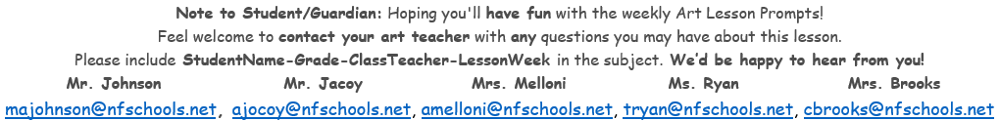 Note to Student/Guardian: Hoping you'll have fun with the weekly Art Lesson Prompts!
Feel welcome to contact your art teacher with any questions you may have about this lesson.
Please include StudentName-Grade-ClassTeacher-LessonWeek in the subject. We'd be happy to hear from you!
Mr. Johnson Mr. Jacoy Mrs. Melloni Ms. Ryan Mrs. Brooks
majohnson@nfschools.net, ajocoy@nfschools.net, amelloni@nfschools.net, tryan@nfschools.net, cbrooks@nfschools.net